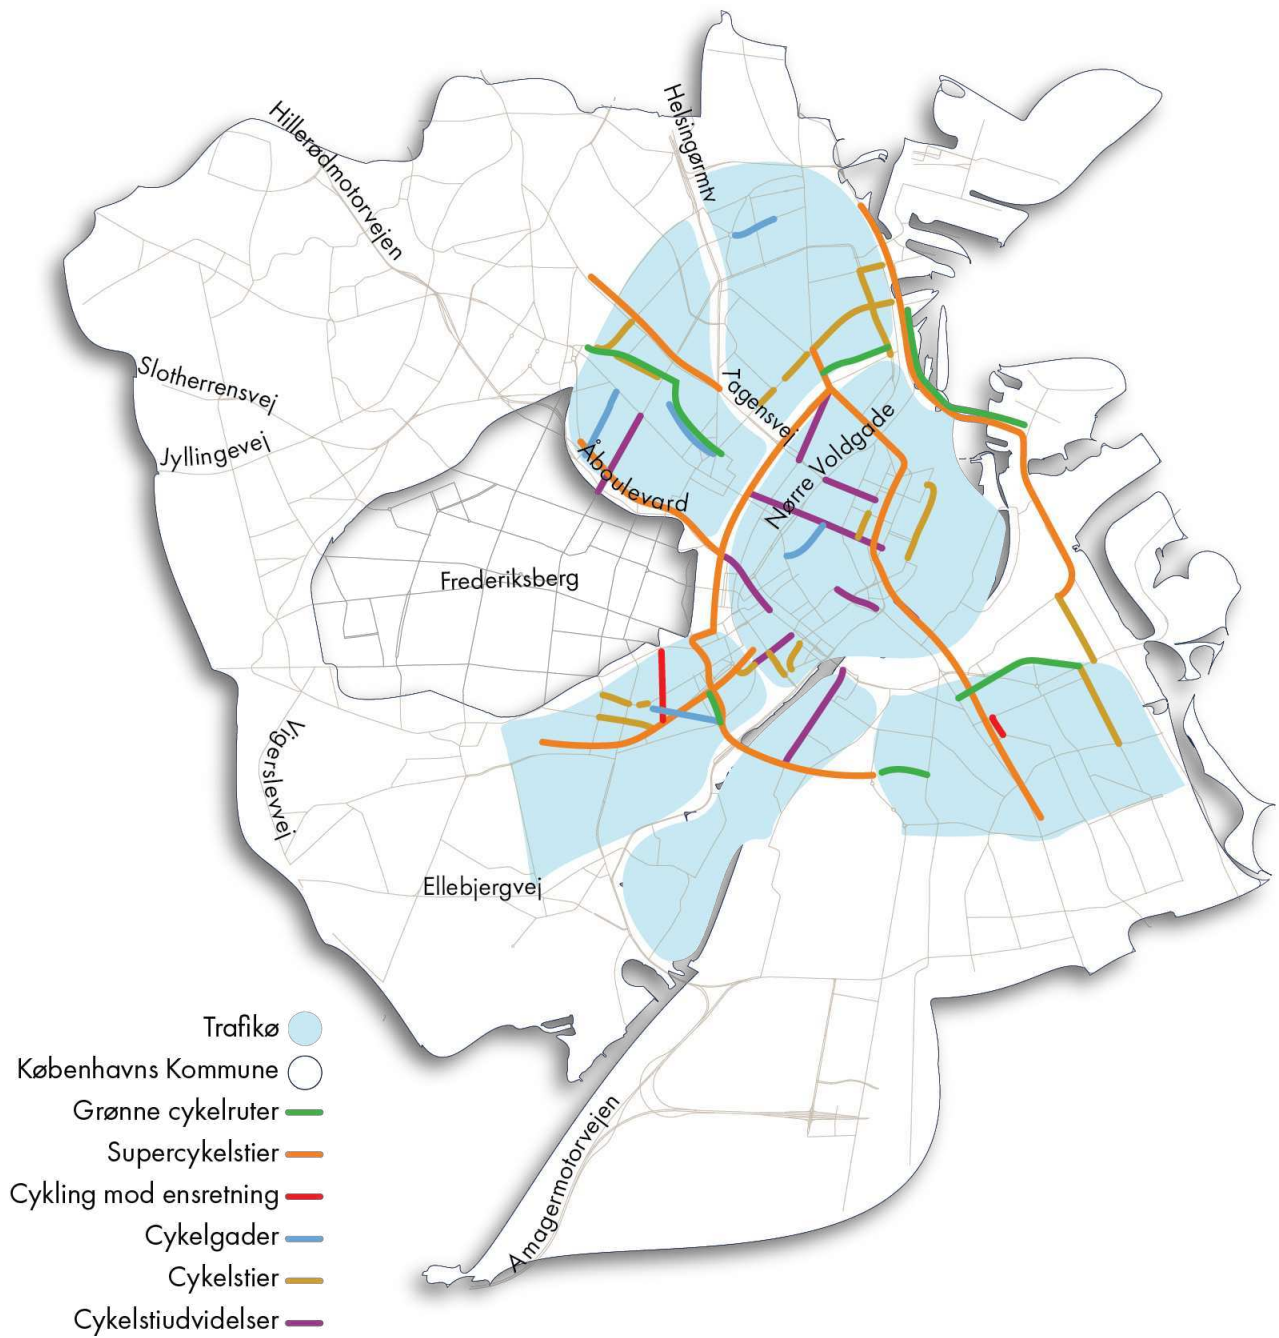 Helsingørmtv
Hillerødmotorvejen
Slotherrensvej
Tagensvej
Nørre Voldgade
Jyllingevej
Åboulevard
Frederiksberg
Vigerslevvej
Ellebjergvej
Amagermotorvejen
Trafikø
Københavns Kommune
Grønne cykelruter
Supercykelstier
Cykling mod ensretning
Cykelgader
Cykelstier
Cykelstiudvidelser